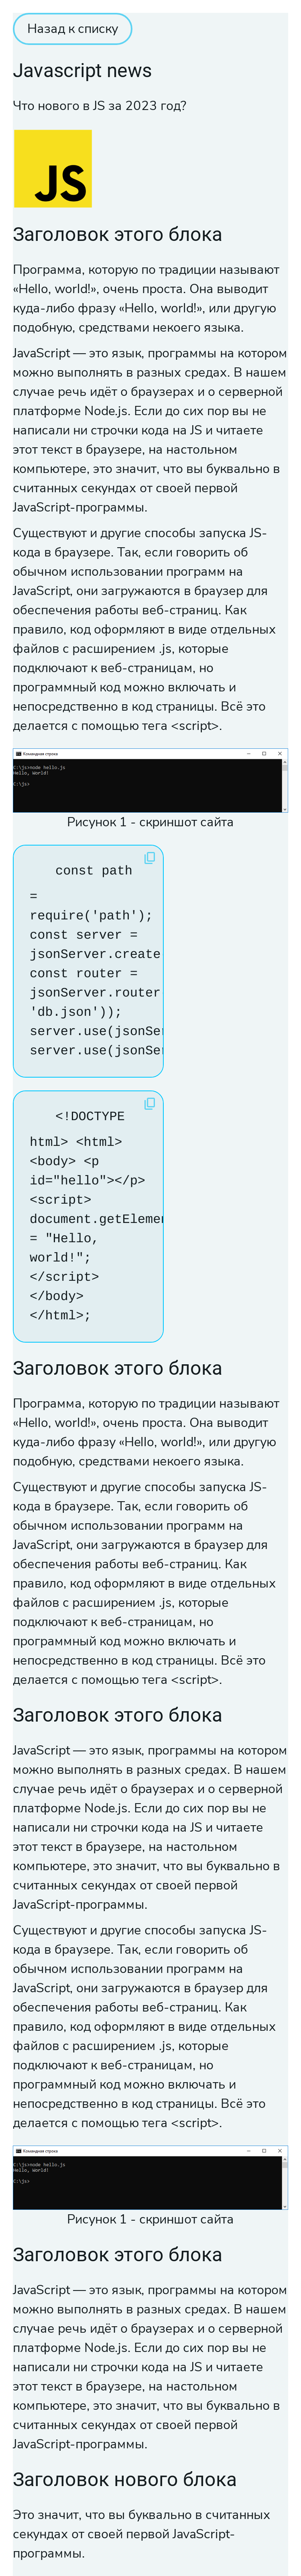 Назад к списку
Javascript news
Что нового в JS за 2023 год?
JS
Заголовок этого блока
Программа, которую по традиции называют
«Hello, world!», очень проста. Она выводит
куда-либо фразу «Hello, world!», или другую
подобную, средствами некоего языка.
JavaScript — это язык, программы на котором
можно выполнять в разных средах. В нашем
случае речь идёт о браузерах и о серверной
платформе Node.js. Если до сих пор вы не
написали ни строчки кода на JS и читаете
этот текст в браузере, на настольном
компьютере, это значит, что вы буквально в
считанных секундах от своей первой
JavaScript-программы.
Существуют и другие способы запуска JS-
кода в браузере. Так, если говорить об
обычном использовании программ на
JavaScript, они загружаются в браузер для
обеспечения работы веб-страниц. Как
правило, код оформляют в виде отдельных
файлов с расширением .js, которые
подключают к веб-страницам, но
программный код можно включать и
непосредственно в код страницы. Всё это
делается с помощью тега <script>.
Командная строка
C:\js>node hello.js
Hello, World!
C:\js>
Рисунок 1 - скриншот сайта
const path
=
require('path');
const server =
jsonServer.create
const router =
jsonServer.router
'db.json'));
server.use(jsonSer
server.use(jsonSer
<!DOCTYPE
html> <html>
<body> <p
id="hello"></p>
<script>
document.getElemen
= "Hello,
world!";
</script>
</body>
</html>;
Заголовок этого блока
Программа, которую по традиции называют
«Hello, world!», очень проста. Она выводит
куда-либо фразу «Hello, world!», или другую
подобную, средствами некоего языка.
Существуют и другие способы запуска JS-
кода в браузере. Так, если говорить об
обычном использовании программ на
JavaScript, они загружаются в браузер для
обеспечения работы веб-страниц. Как
правило, код оформляют в виде отдельных
файлов с расширением .js, которые
подключают к веб-страницам, но
программный код можно включать и
непосредственно в код страницы. Всё это
делается с помощью тега <script>.
Заголовок этого блока
JavaScript — это язык, программы на котором
можно выполнять в разных средах. В нашем
случае речь идёт о браузерах и о серверной
платформе Node.js. Если до сих пор вы не
написали ни строчки кода на JS и читаете
этот текст в браузере, на настольном
компьютере, это значит, что вы буквально в
считанных секундах от своей первой
JavaScript-программы.
Существуют и другие способы запуска JS-
кода в браузере. Так, если говорить об
обычном использовании программ на
JavaScript, они загружаются в браузер для
обеспечения работы веб-страниц. Как
правило, код оформляют в виде отдельных
файлов с расширением .js, которые
подключают к веб-страницам, но
программный код можно включать и
непосредственно в код страницы. Всё это
делается с помощью тега <script>.
Командная строка
C:\js>node hello.js
Hello, World!
C:\js>
Рисунок 1 - скриншот сайта
Заголовок этого блока
JavaScript — это язык, программы на котором
можно выполнять в разных средах. В нашем
случае речь идёт о браузерах и о серверной
платформе Node.js. Если до сих пор вы не
написали ни строчки кода на JS и читаете
этот текст в браузере, на настольном
компьютере, это значит, что вы буквально в
считанных секундах от своей первой
JavaScript-программы.
Заголовок нового блока
Это значит, что вы буквально в считанных
секундах от своей первой JavaScript-
программы.